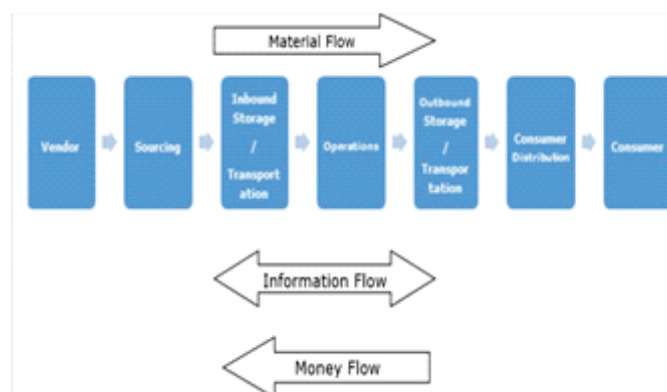 Material Flow
Vendor
Sourcing
Inbound
Storage
/
Transport
ation
Operations
Outbound
Storage
/
Transpor
tation
Consumer
Distribution
Consumer
Information Flow
Money Flow